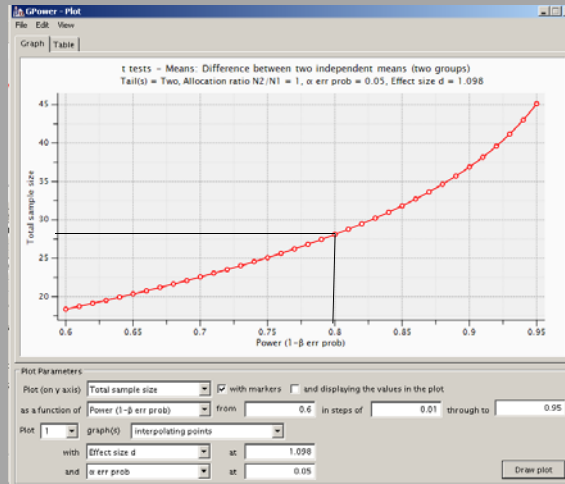 GPower - Plot
File Edit View
Graph Table
t tests - Means: Difference between two independent means (two groups)
Tail(s) = Two, Allocation ratio N2/N1 = 1, α err prob = 0.05, Effect size d = 1.098
45
40
35
30
25
20
Total sample size
0.6 0.65 0.7 0.75 0.8 0.85 0.9 0.95
Power (1-β err prob)
Plot Parameters
Plot (on y axis) Total sample size with markers and displaying the values in the plot
as a function of Power (1-β err prob) from 0.6 in steps of 0.01 through to 0.95
Plot 1 graph(s) interpolating points
with Effect size d at 1.098
and α err prob at 0.05 Draw plot